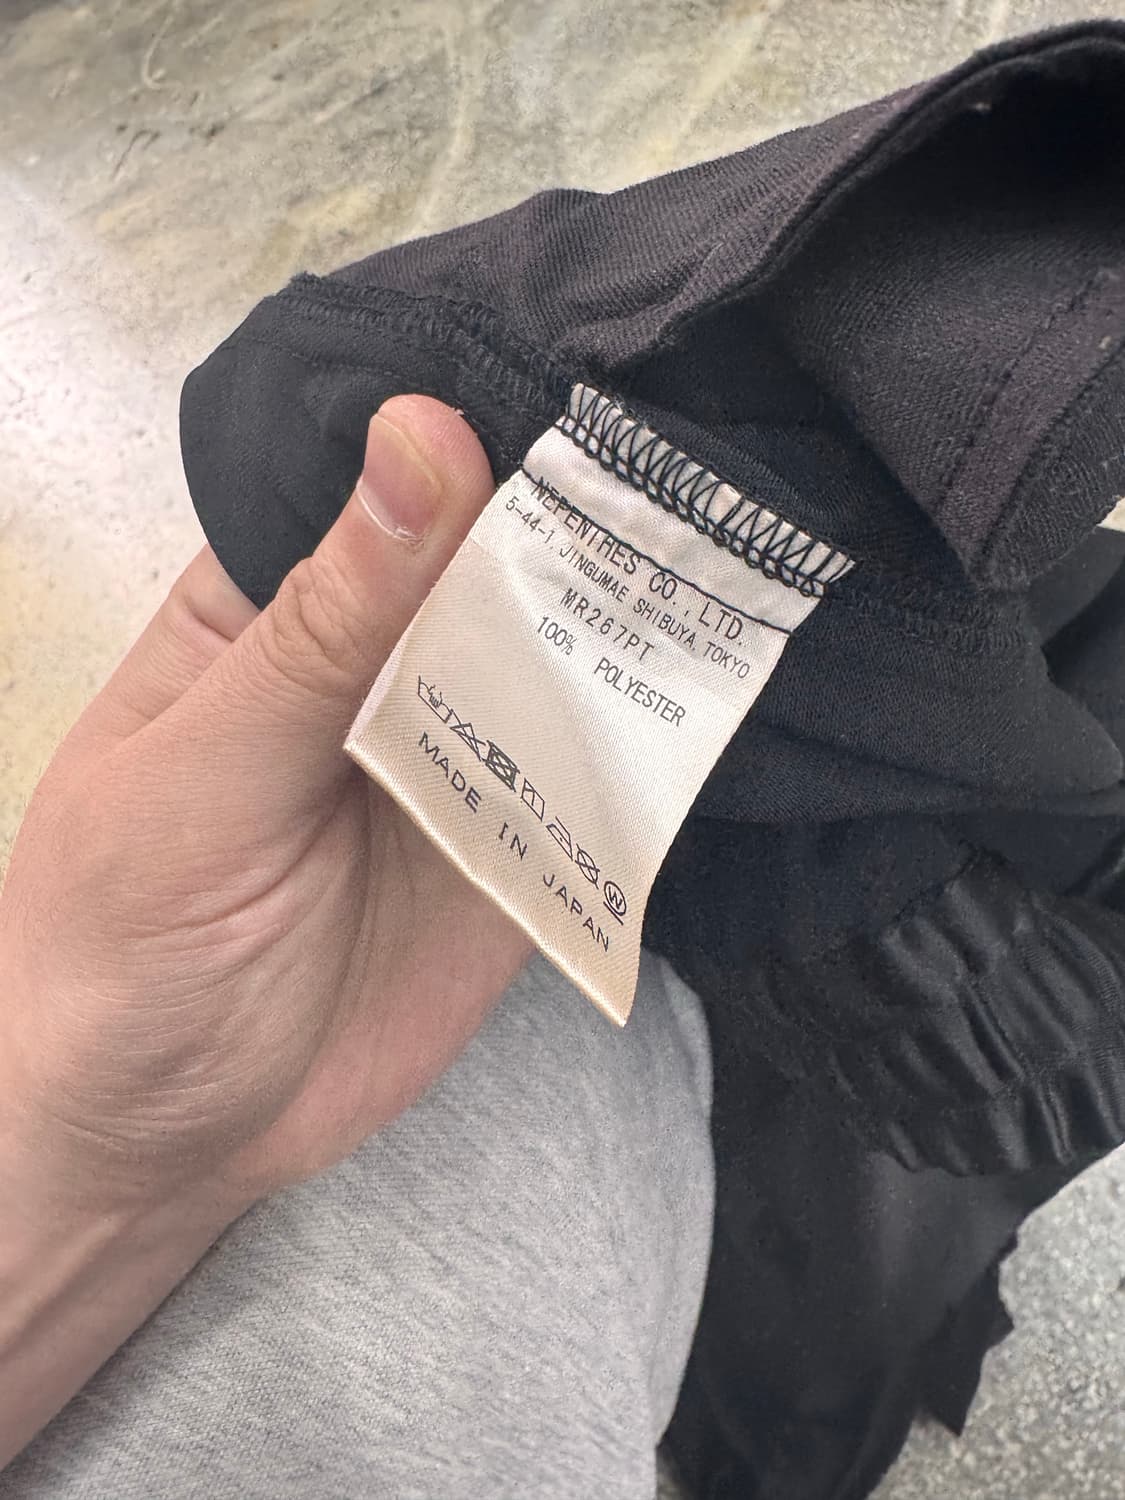 NEPENTHES CO., LTD.
5-44-1 JINGUMAE SHIBUYA, TOKYO
MR267PT
100% POLYESTER
W
MADE IN JAPAN